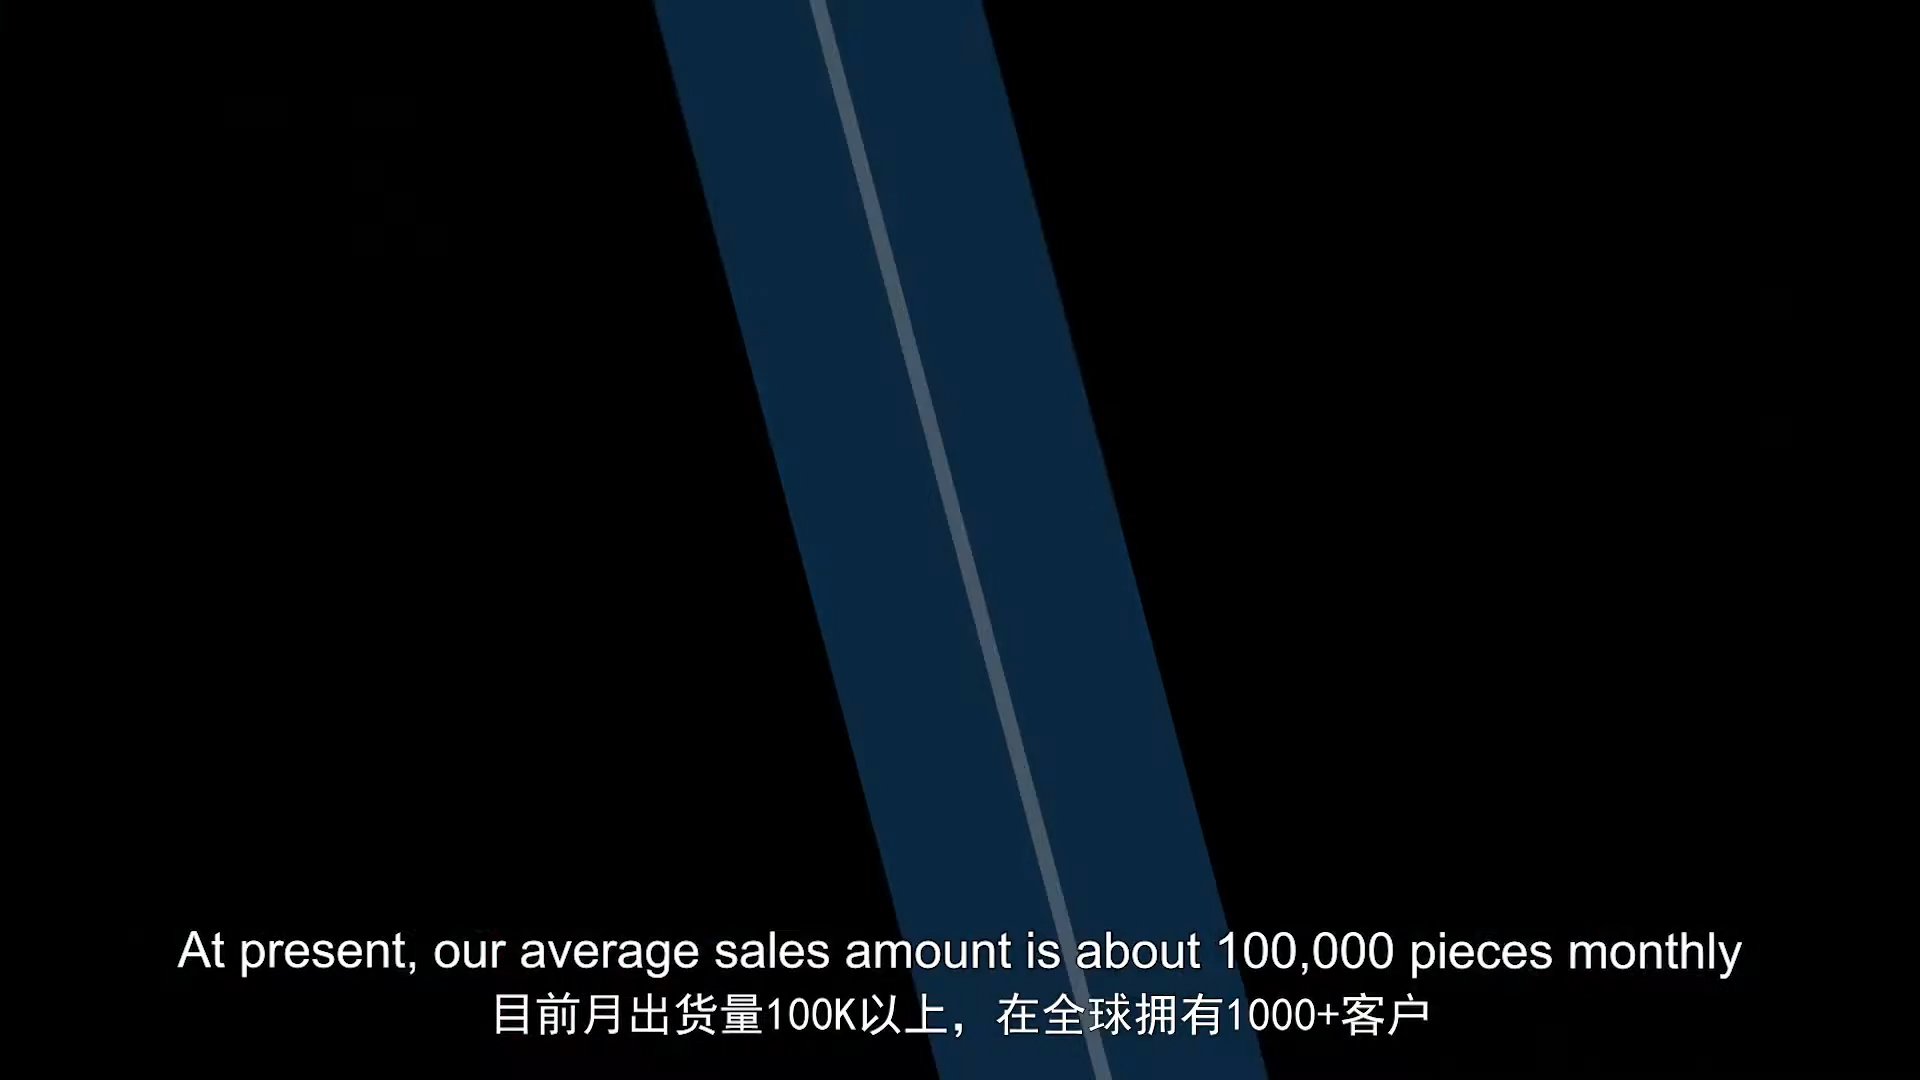 At present, our average sales amount is about 100,000 pieces monthly
目前月出货量100K以上，在全球拥有1000+客户